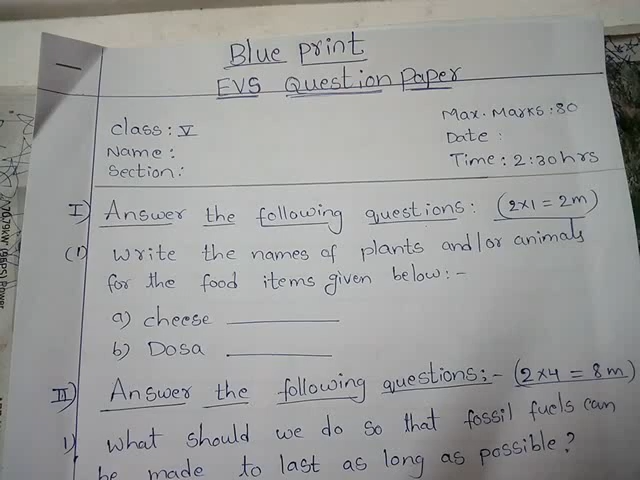 Blue print
EVS Question Paper
Class: V
Name:
Section:
Max. Marks: 80
Date:
Time: 2:30 hrs
I) Answer the following questions: (2x1=2m)
(1) Write the names of plants and/or animals
for the food items given below:-
a) cheese
b) Dosa
II) Answer the following questions:- (2x4=8m)
1) What should we do so that fossil fuels can
be made to last as long as possible?